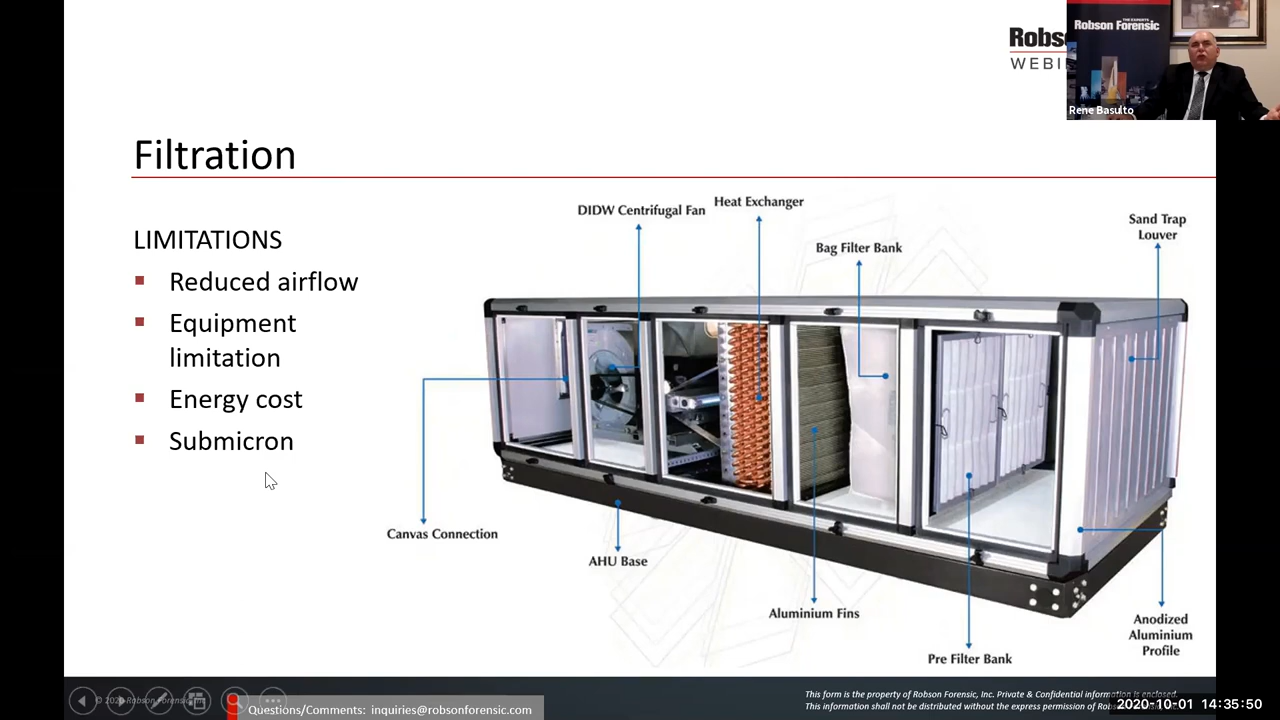 Robs
WEBI
THE EXPERTS
Robson Forensic
Rene Basulto
Filtration
LIMITATIONS
Reduced airflow
Equipment
limitation
Energy cost
Submicron
DIDW Centrifugal Fan
Heat Exchanger
Bag Filter Bank
Sand Trap
Louver
Canvas Connection
AHU Base
Aluminium Fins
Pre Filter Bank
Anodized
Aluminium
Profile
Questions/Comments: inquiries@robsonforensic.com
This form is the property of Robson Forensic, Inc. Private & Confidential information is enclosed.
This information shall not be distributed without the express permission of Robs
2020-10-01 14:35:50